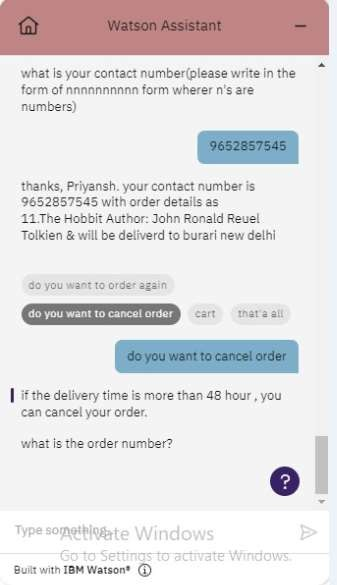 Watson Assistant
what is your contact number(please write in the
form of nnnnnnnnnn form wherer n's are
numbers)
9652857545
thanks, Priyansh. your contact number is
9652857545 with order details as
11.The Hobbit Author: John Ronald Reuel
Tolkien & will be deliverd to burari new delhi
do you want to order again
do you want to cancel order
cart
that'a all
do you want to cancel order
if the delivery time is more than 48 hour , you
can cancel your order.
what is the order number?
?
Type something
Activate Windows
Go to Settings to activate Windows.
Built with IBM Watson®